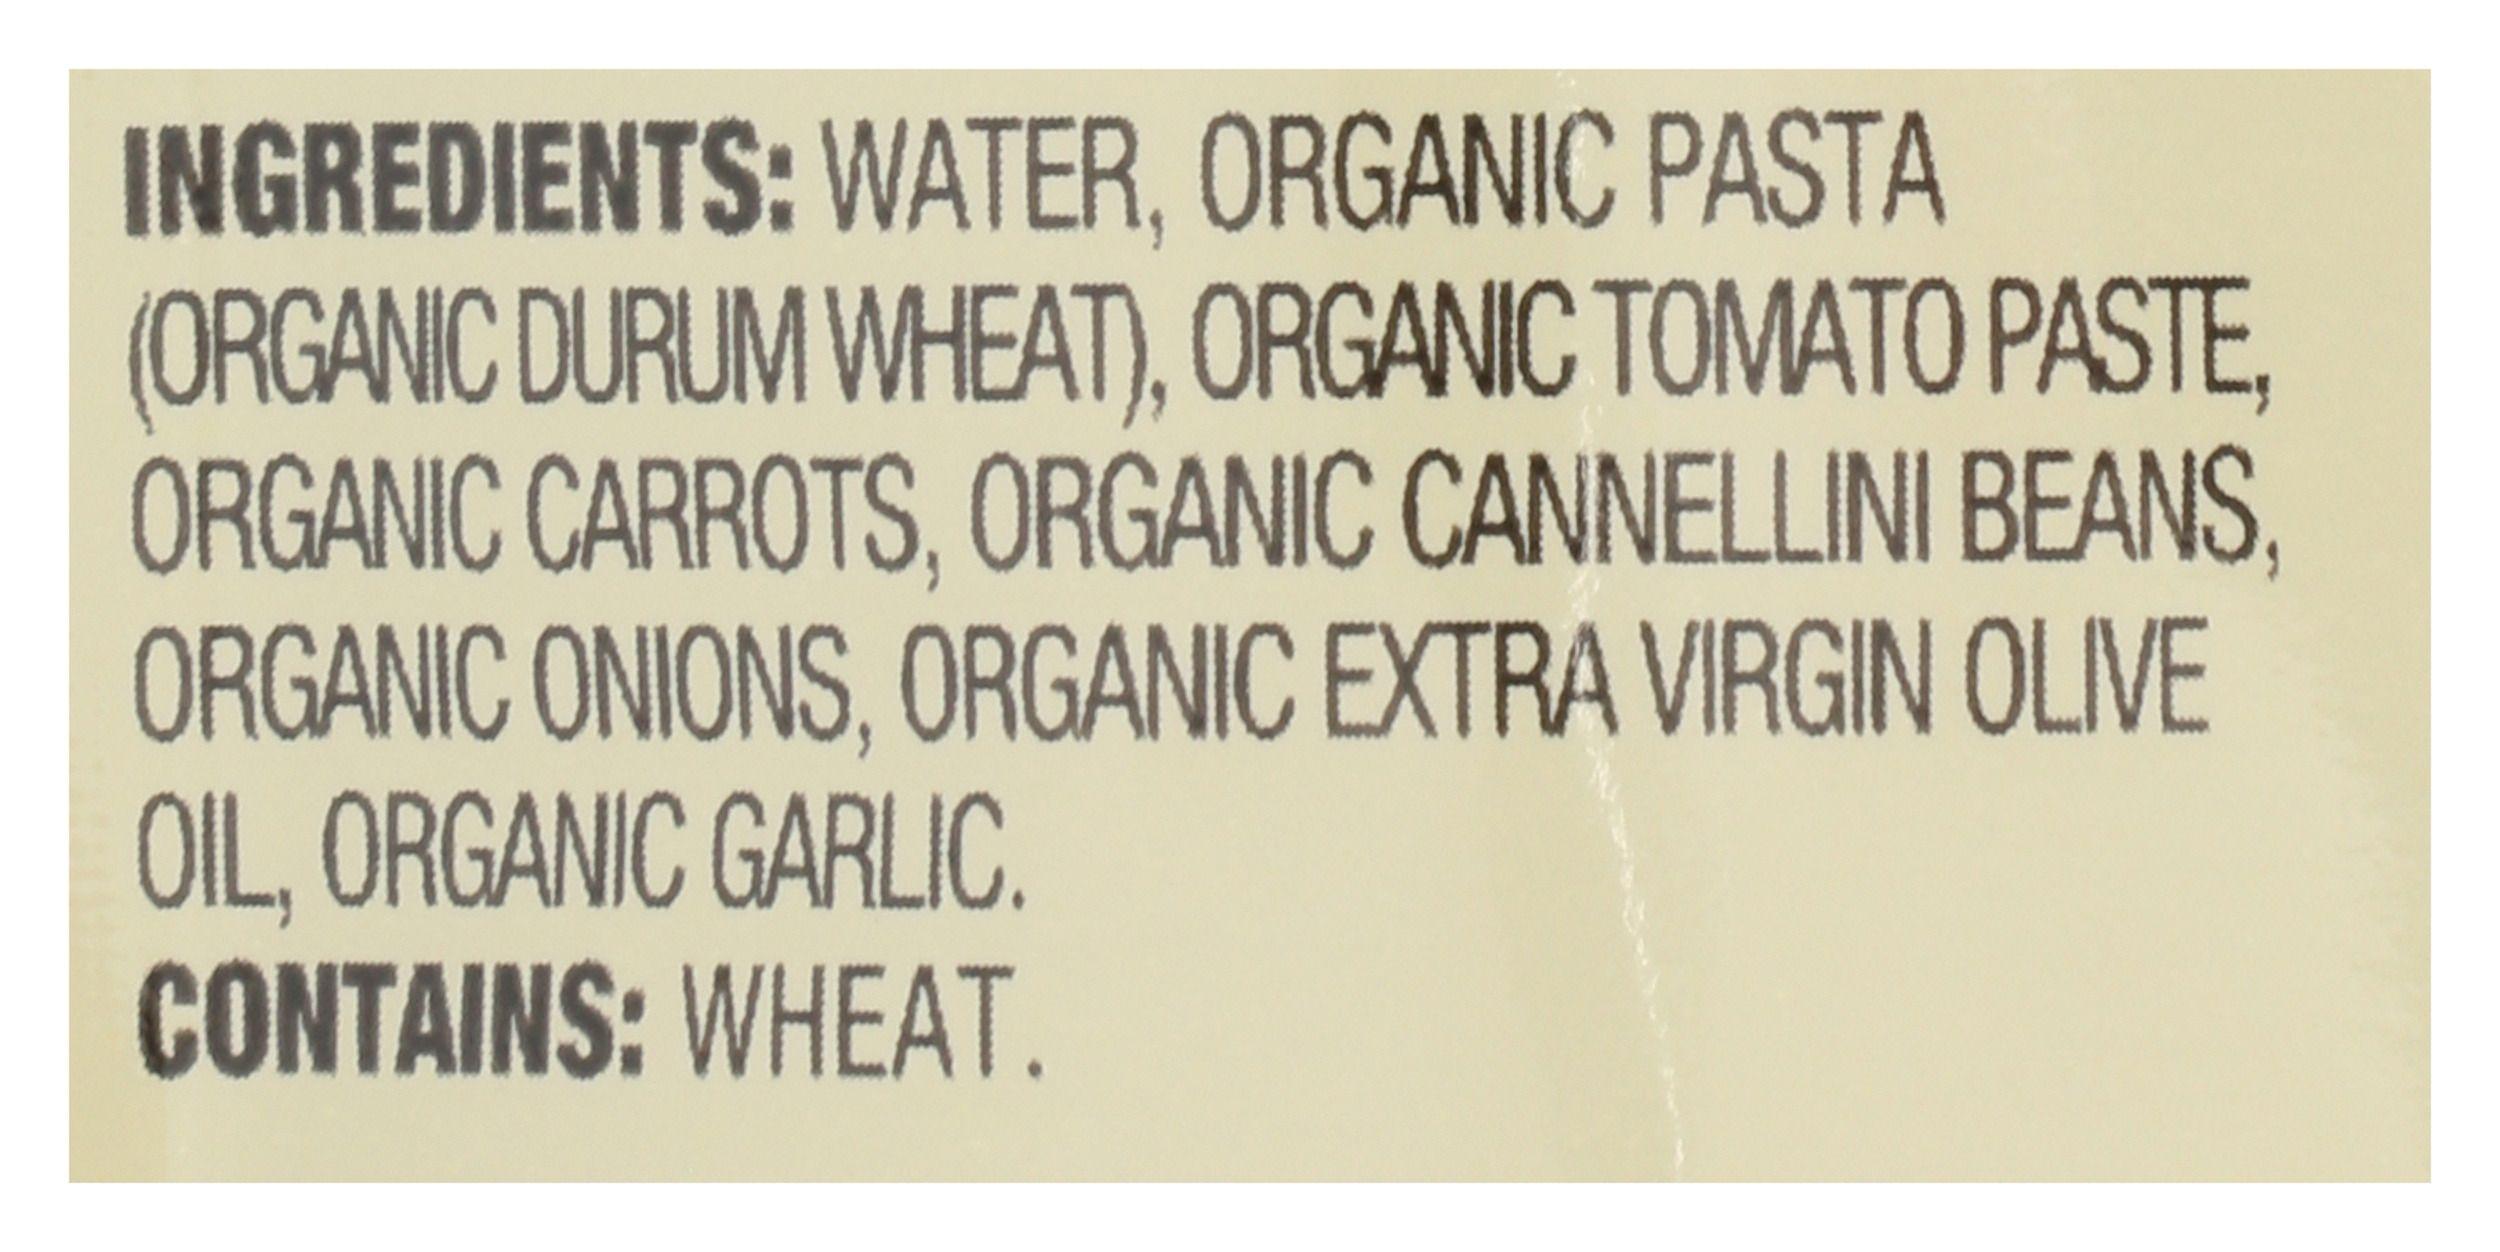 INGREDIENTS: WATER, ORGANIC PASTA
(ORGANIC DURUM WHEAT), ORGANIC TOMATO PASTE,
ORGANIC CARROTS, ORGANIC CANNELLINI BEANS,
ORGANIC ONIONS, ORGANIC EXTRA VIRGIN OLIVE
OIL, ORGANIC GARLIC.
CONTAINS: WHEAT.